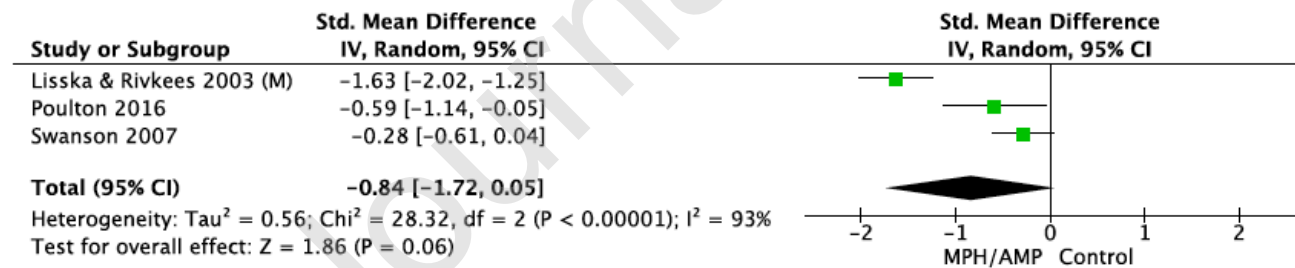 Std. Mean Difference Std. Mean Difference
Study or Subgroup IV, Random, 95% CI IV, Random, 95% CI
Lisska & Rivkees 2003 (M) −1.63 [−2.02, −1.25]
Poulton 2016 −0.59 [−1.14, −0.05]
Swanson 2007 −0.28 [−0.61, 0.04]
Total (95% CI) −0.84 [−1.72, 0.05]
Heterogeneity: Tau² = 0.56; Chi² = 28.32, df = 2 (P < 0.00001); I² = 93%
Test for overall effect: Z = 1.86 (P = 0.06)
−2 −1 0 1 2
MPH/AMP Control